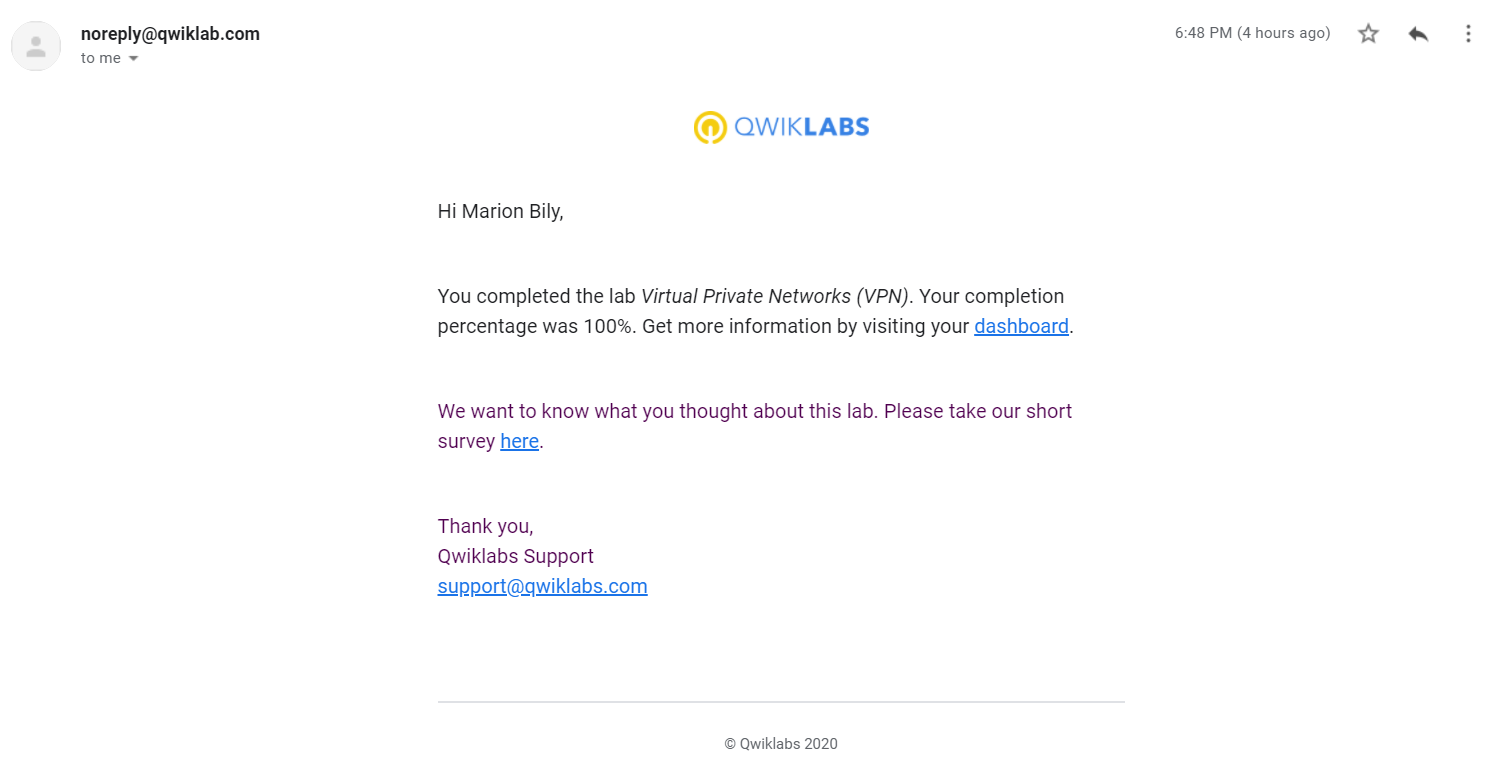 noreply@qwiklab.com
6:48 PM (4 hours ago)
to me
QWIKLABS
Hi Marion Bily,
You completed the lab Virtual Private Networks (VPN). Your completion
percentage was 100%. Get more information by visiting your dashboard.
We want to know what you thought about this lab. Please take our short
survey here.
Thank you,
Qwiklabs Support
support@qwiklabs.com
© Qwiklabs 2020